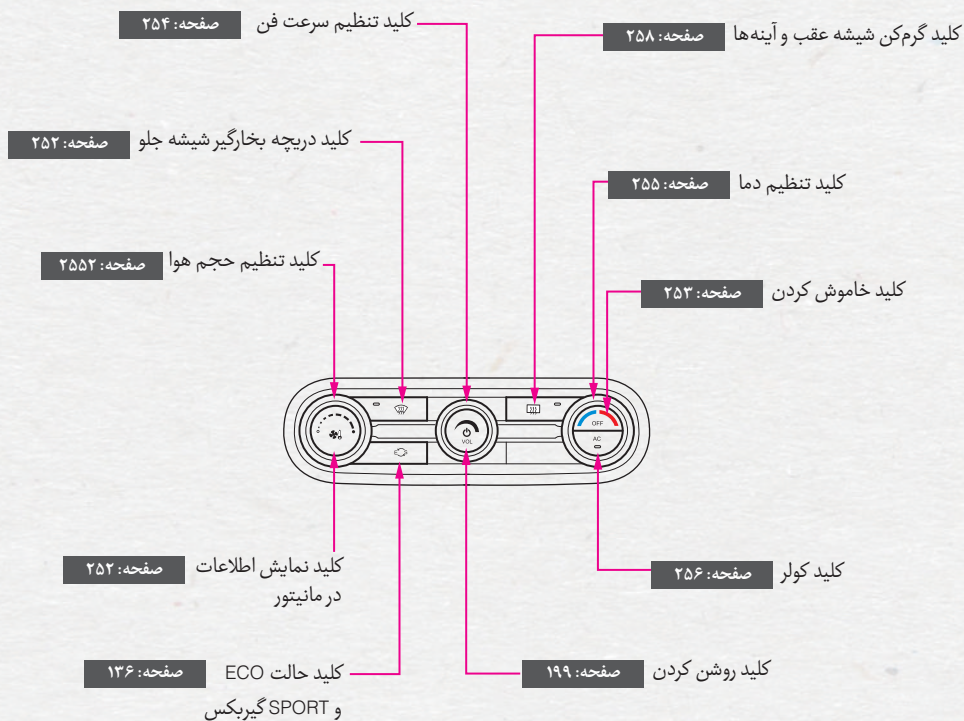 کلید تنظیم سرعت فن صفحه: ۲۵۴
کلید گرم‌کن شیشه عقب و آینه‌ها صفحه: ۲۵۸
کلید دریچه بخارگیر شیشه جلو صفحه: ۲۵۲
کلید تنظیم دما صفحه: ۲۵۵
کلید تنظیم حجم هوا صفحه: ۲۵۵۲
کلید خاموش کردن صفحه: ۲۵۳
OFF
AC
VOL
کلید نمایش اطلاعات صفحه: ۲۵۲
در مانیتور
کلید کولر صفحه: ۲۵۶
کلید حالت ECO صفحه: ۱۳۶
و SPORT گیربکس
کلید روشن کردن صفحه: ۱۹۹